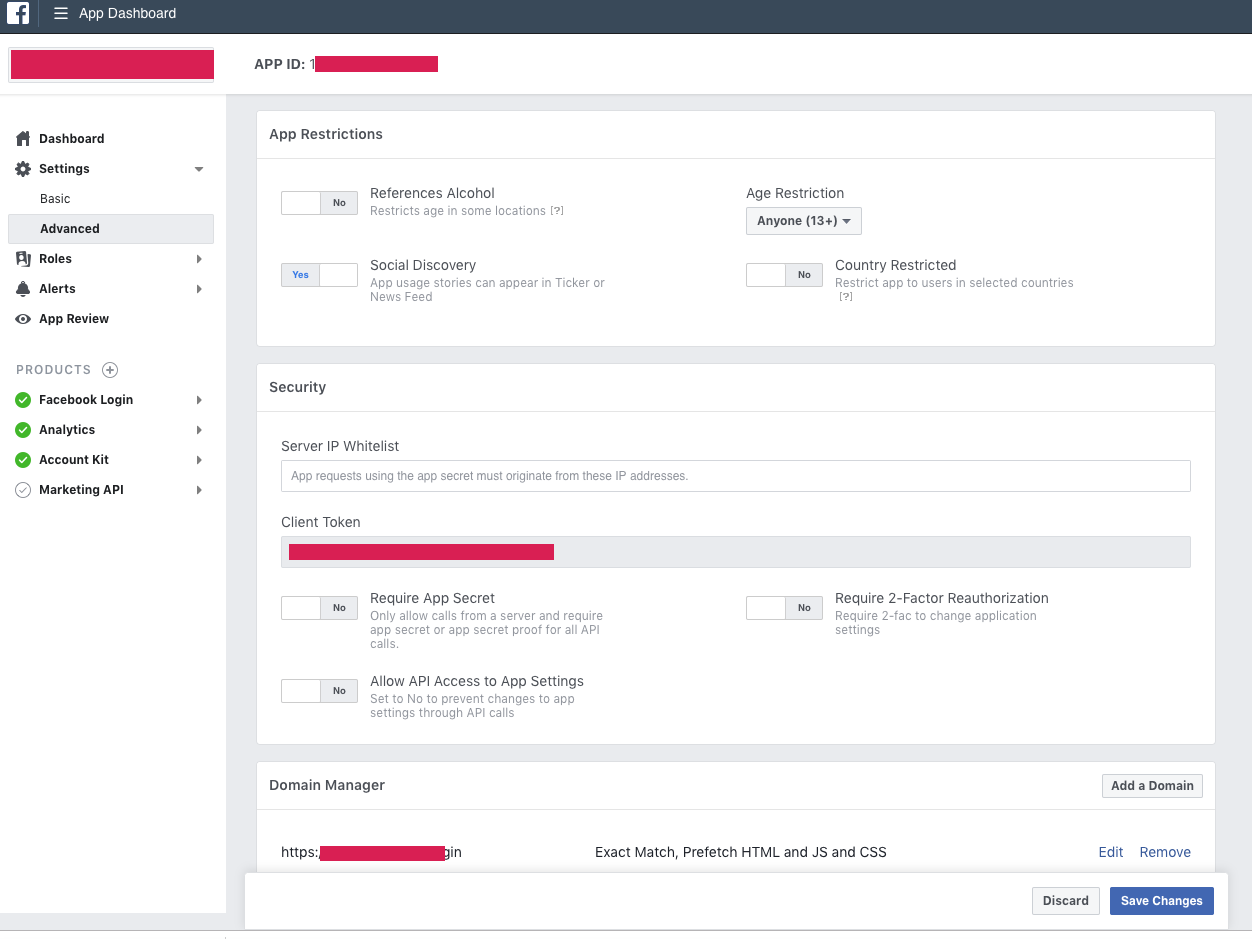 App Dashboard
APP ID: 1
Dashboard
Settings
Basic
Advanced
Roles
Alerts
App Review
PRODUCTS
Facebook Login
Analytics
Account Kit
Marketing API
App Restrictions
No
References Alcohol
Restricts age in some locations [?]
Age Restriction
Anyone (13+)
Yes
Social Discovery
App usage stories can appear in Ticker or
News Feed
No
Country Restricted
Restrict app to users in selected countries
[?]
Security
Server IP Whitelist
App requests using the app secret must originate from these IP addresses.
Client Token
No
Require App Secret
Only allow calls from a server and require
app secret or app secret proof for all API
calls.
No
Require 2-Factor Reauthorization
Require 2-fac to change application
settings
No
Allow API Access to App Settings
Set to No to prevent changes to app
settings through API calls
Domain Manager
Add a Domain
https:/ gin
Exact Match, Prefetch HTML and JS and CSS
Edit Remove
Discard
Save Changes